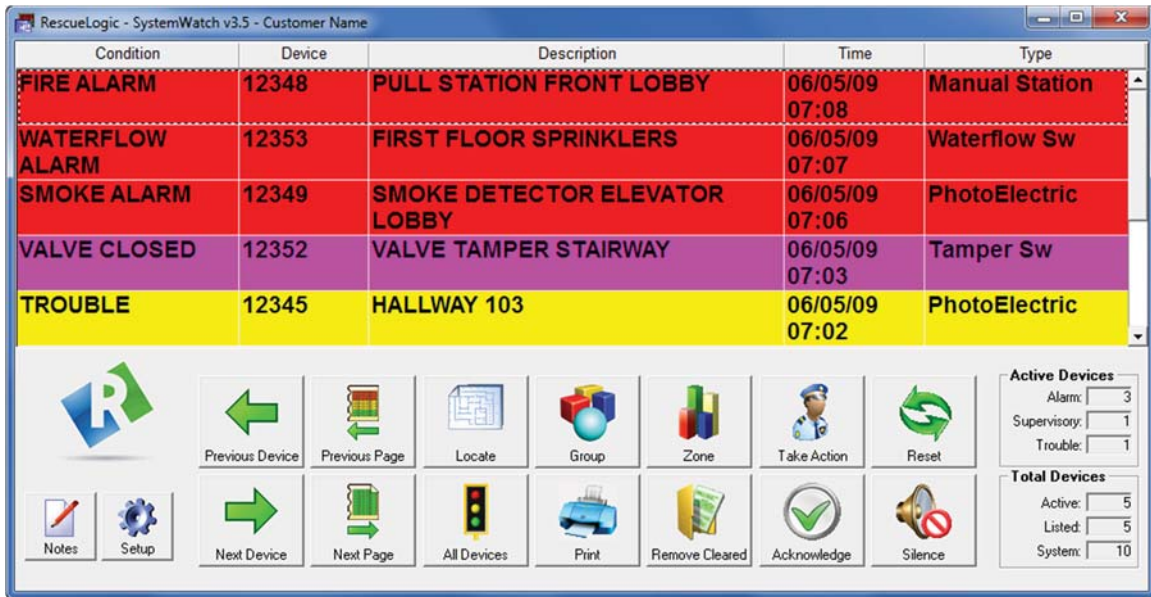 RescueLogic - SystemWatch v3.5 - Customer Name
Condition Device Description Time Type
FIRE ALARM 12348 PULL STATION FRONT LOBBY 06/05/09 Manual Station
07:08
WATERFLOW 12353 FIRST FLOOR SPRINKLERS 06/05/09 Waterflow Sw
ALARM 07:07
SMOKE ALARM 12349 SMOKE DETECTOR ELEVATOR 06/05/09 PhotoElectric
LOBBY 07:06
VALVE CLOSED 12352 VALVE TAMPER STAIRWAY 06/05/09 Tamper Sw
07:03
TROUBLE 12345 HALLWAY 103 06/05/09 PhotoElectric
07:02
R
Previous Device Previous Page Locate Group Zone Take Action Reset
Notes Setup Next Device Next Page All Devices Print Remove Cleared Acknowledge Silence
Active Devices
Alarm: 3
Supervisory: 1
Trouble: 1
Total Devices
Active: 5
Listed: 5
System: 10